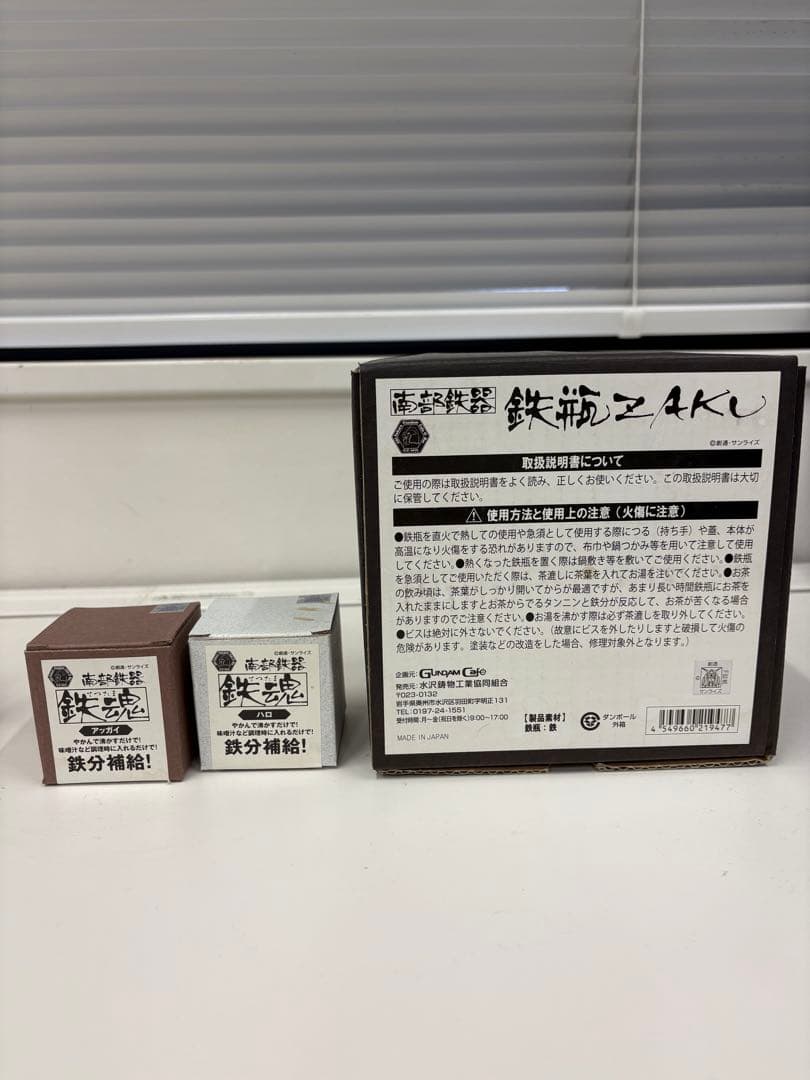 南部鉄器
鉄瓶ZAKU
©創通・サンライズ
取扱説明書について
ご使用の際は取扱説明書をよく読み、正しくお使いください。この取扱説明書は大切
に保管してください。
使用方法と使用上の注意（火傷に注意）
●鉄瓶を直火で熱しての使用や急須として使用する際につる（持ち手）や蓋、本体が
高温になり火傷をする恐れがありますので、布巾や鍋つかみ等を用いて注意して使用
してください。●熱くなった鉄瓶を置く際は鍋敷き等を敷いてご使用ください。●鉄瓶
を急須としてご使用いただく際は、茶漉しに茶葉を入れてお湯を注いでください。●お茶
の飲み頃は、茶葉がしっかり開いてからが最適ですが、あまり長い時間鉄瓶にお茶を
入れたままにしますとお茶からでるタンニンと鉄分が反応して、お茶が苦くなる場合
がありますのでご注意ください。●お湯を沸かす際は必ず茶漉しを取り外してください。
●ビスは絶対に外さないでください。（故意にビスを外したりしますと破損して火傷の
危険があります。塗装などの改造をした場合、修理対象外となります。）
企画元：GUNDAM Cafe
発売元：水沢鋳物工業協同組合
〒023-0132
岩手県奥州市水沢区羽田町字明正131
TEL：0197-24-1551
受付時間：月〜金（祝日を除く）9:00〜17:00
MADE IN JAPAN
【製品素材】
鉄瓶：鉄
ダンボール
外箱
創通
サンライズ
4 549660 219477
©創通・サンライズ
南部鉄器
てつたま
鉄魂
アッガイ
やかんで沸かすだけで！
味噌汁など調理時に入れるだけで！
鉄分補給！
©創通・サンライズ
南部鉄器
てつたま
鉄魂
ハロ
やかんで沸かすだけで！
味噌汁など調理時に入れるだけで！
鉄分補給！